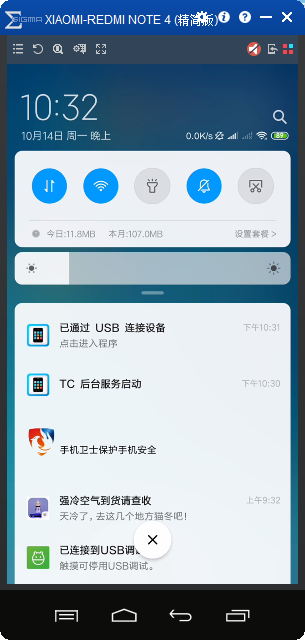 SIGMA XIAOMI-REDMI NOTE 4 (精简版)
10:32
10月14日 周一 晚上
0.0K/s
89
今日:11.8MB 本月:107.0MB 设置套餐 >
已通过 USB 连接设备 下午10:31
点击进入程序
TC 后台服务启动 下午10:30
手机卫士保护手机安全
强冷空气到货请查收 上午9:32
天冷了，去这几个地方猫冬吧！
已连接到USB调
触摸可停用USB调试。